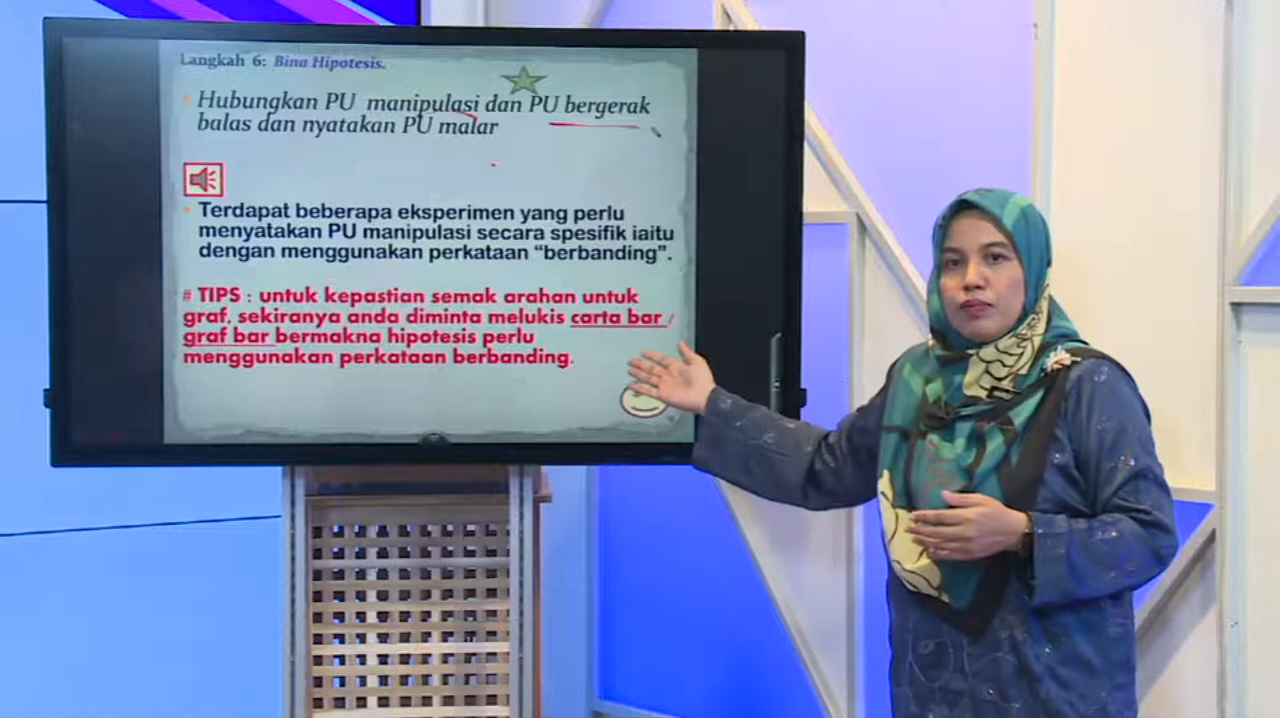 Langkah 6: Bina Hipotesis.
Hubungkan PU manipulasi dan PU bergerak
balas dan nyatakan PU malar
Terdapat beberapa eksperimen yang perlu
menyatakan PU manipulasi secara spesifik iaitu
dengan menggunakan perkataan “berbanding”.
# TIPS : untuk kepastian semak arahan untuk
graf, sekiranya anda diminta melukis carta bar /
graf bar bermakna hipotesis perlu
menggunakan perkataan berbanding.